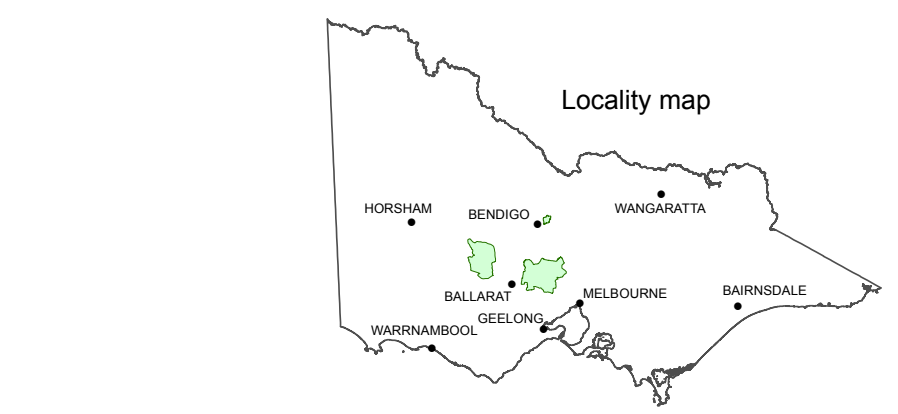 Locality map
HORSHAM
BENDIGO
WANGARATTA
BALLARAT
MELBOURNE
BAIRNSDALE
GEELONG
WARRNAMBOOL